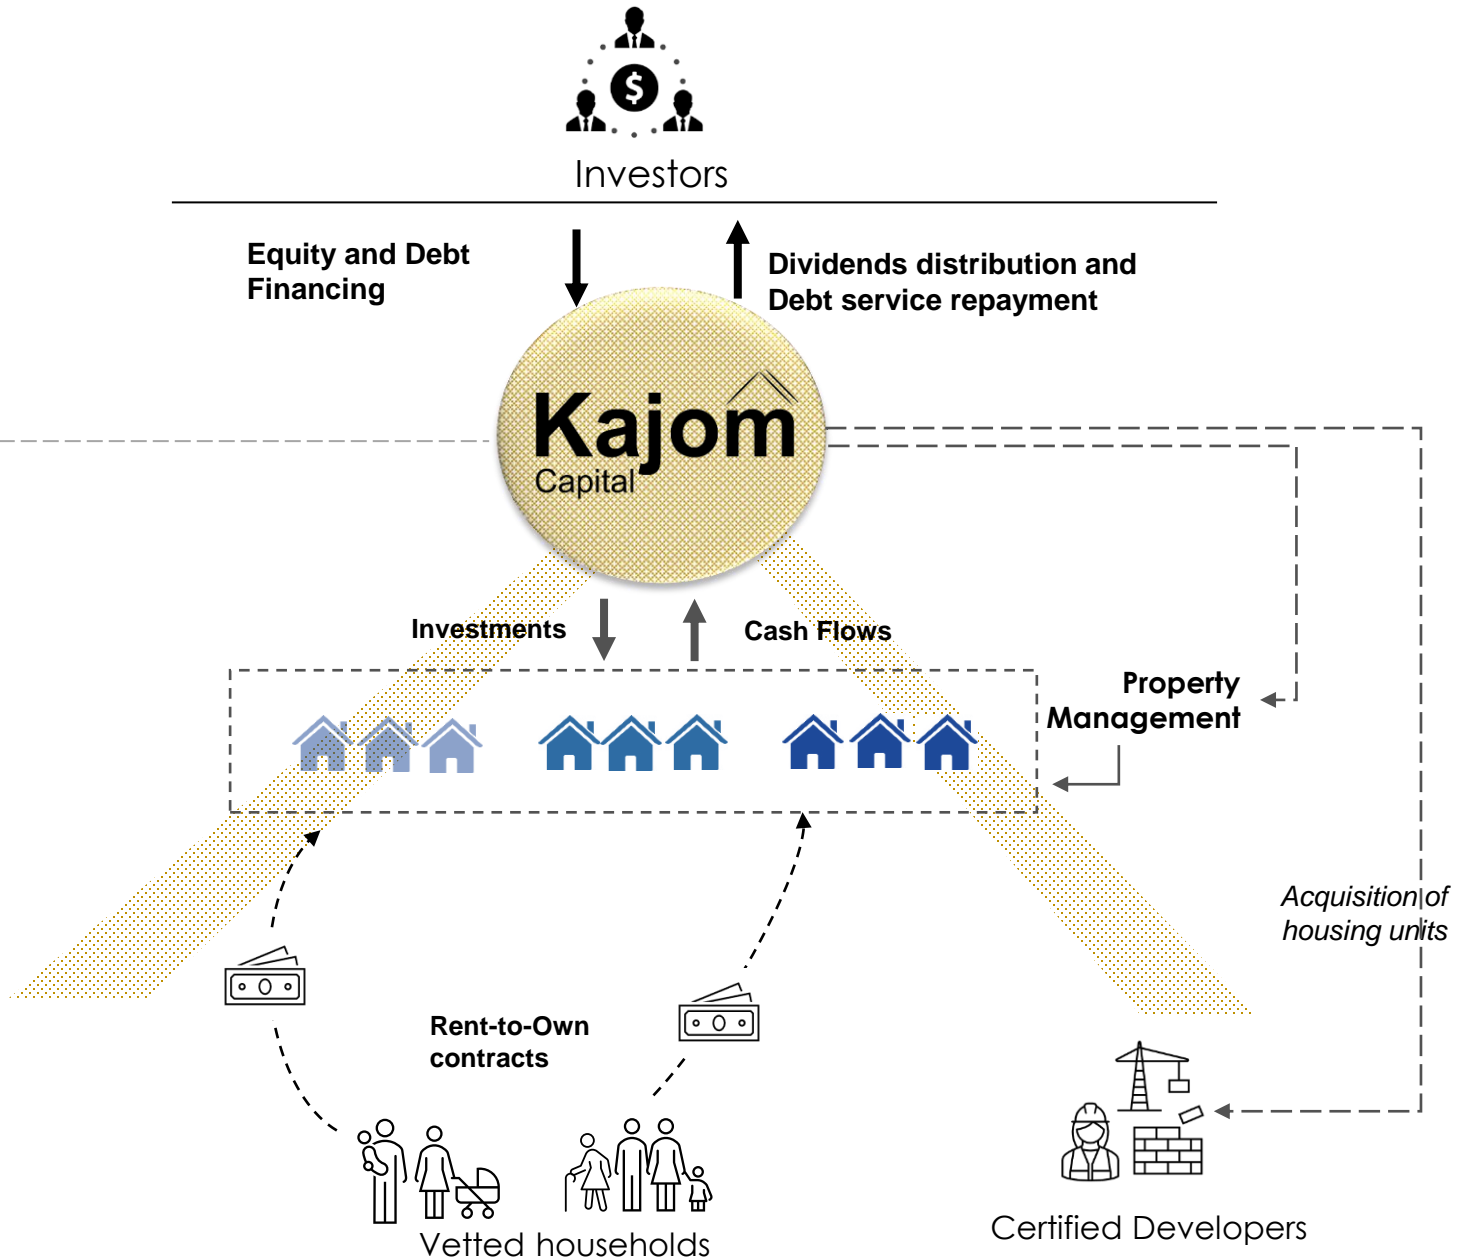 Investors
Equity and Debt
Financing
Dividends distribution and
Debt service repayment
Kajom
Capital
Investments
Cash Flows
Property
Management
Acquisition of
housing units
Rent-to-Own
contracts
Vetted households
Certified Developers